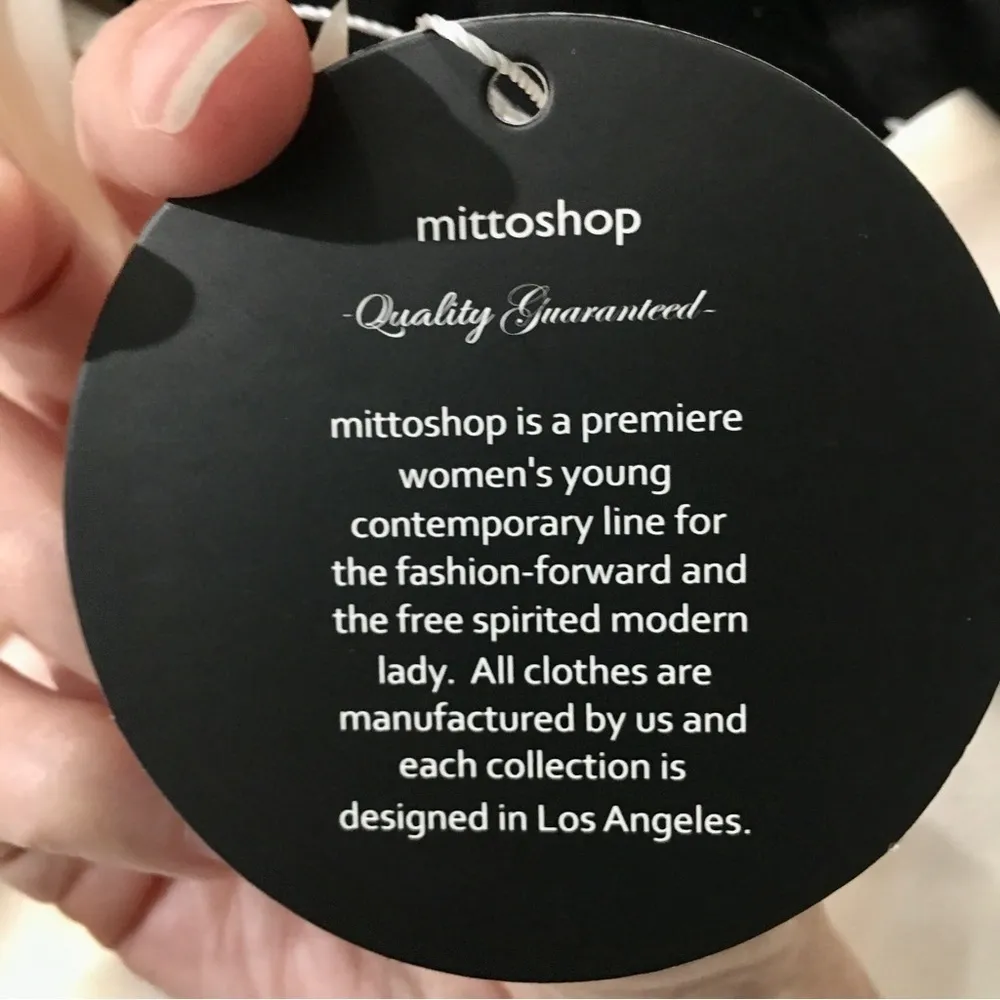 mittoshop
-Quality Guaranteed-
mittoshop is a premiere
women's young
contemporary line for
the fashion-forward and
the free spirited modern
lady.  All clothes are
manufactured by us and
each collection is
designed in Los Angeles.